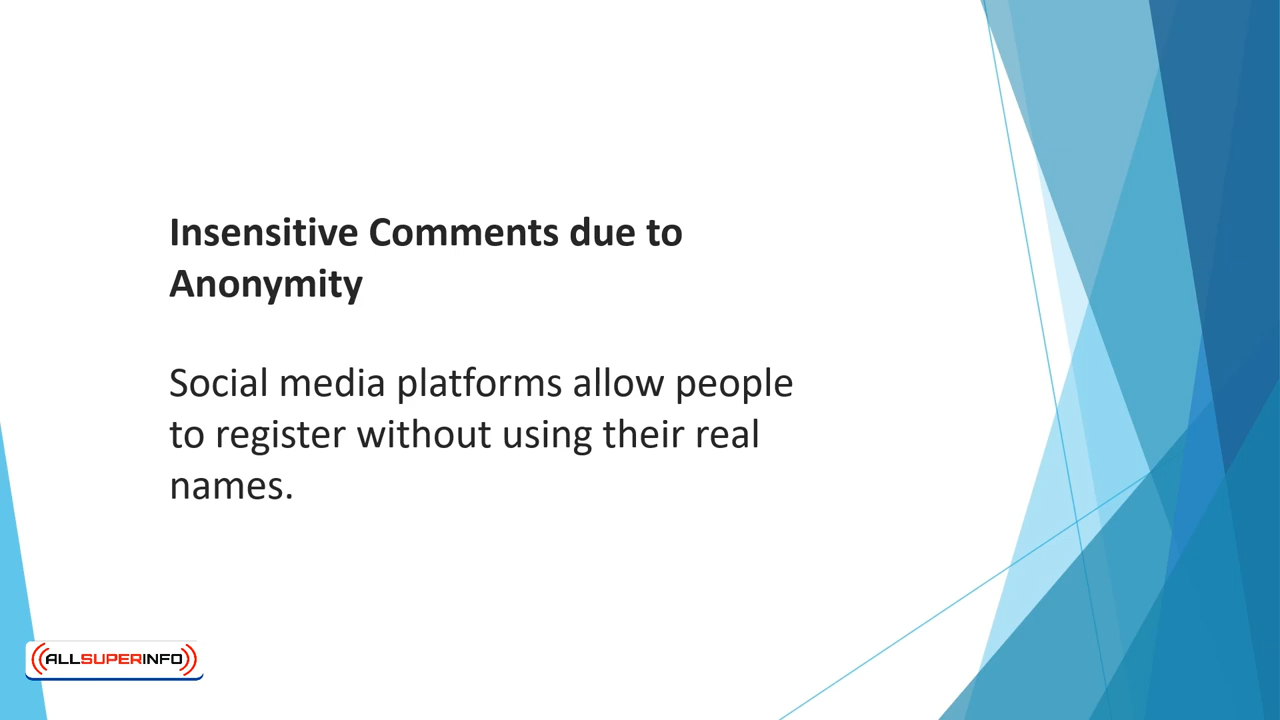 Insensitive Comments due to
Anonymity
Social media platforms allow people
to register without using their real
names.
ALLSUPERINFO